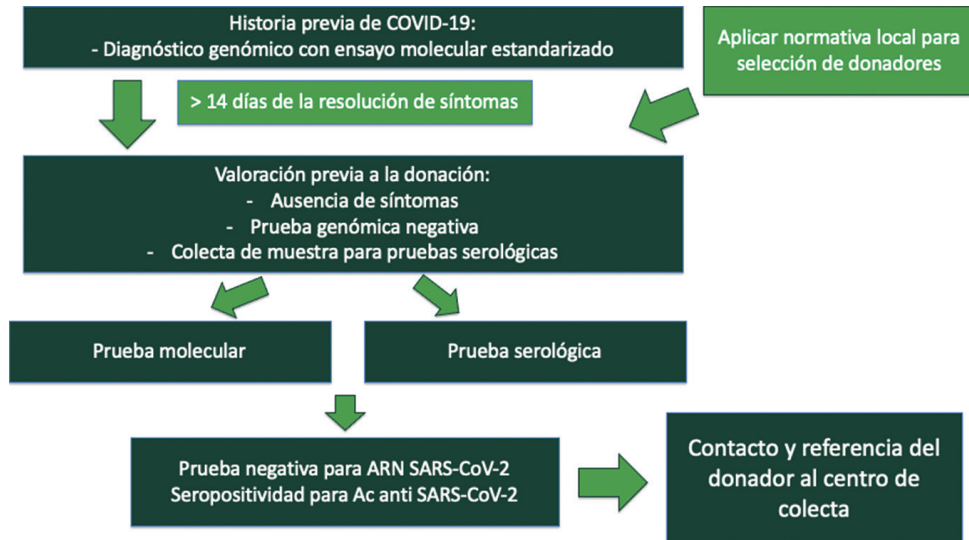 Historia previa de COVID-19:
- Diagnóstico genómico con ensayo molecular estandarizado
Aplicar normativa local para
selección de donadores
> 14 días de la resolución de síntomas
Valoración previa a la donación:
- Ausencia de síntomas
- Prueba genómica negativa
- Colecta de muestra para pruebas serológicas
Prueba molecular
Prueba serológica
Prueba negativa para ARN SARS-CoV-2
Seropositividad para Ac anti SARS-CoV-2
Contacto y referencia del
donador al centro de
colecta